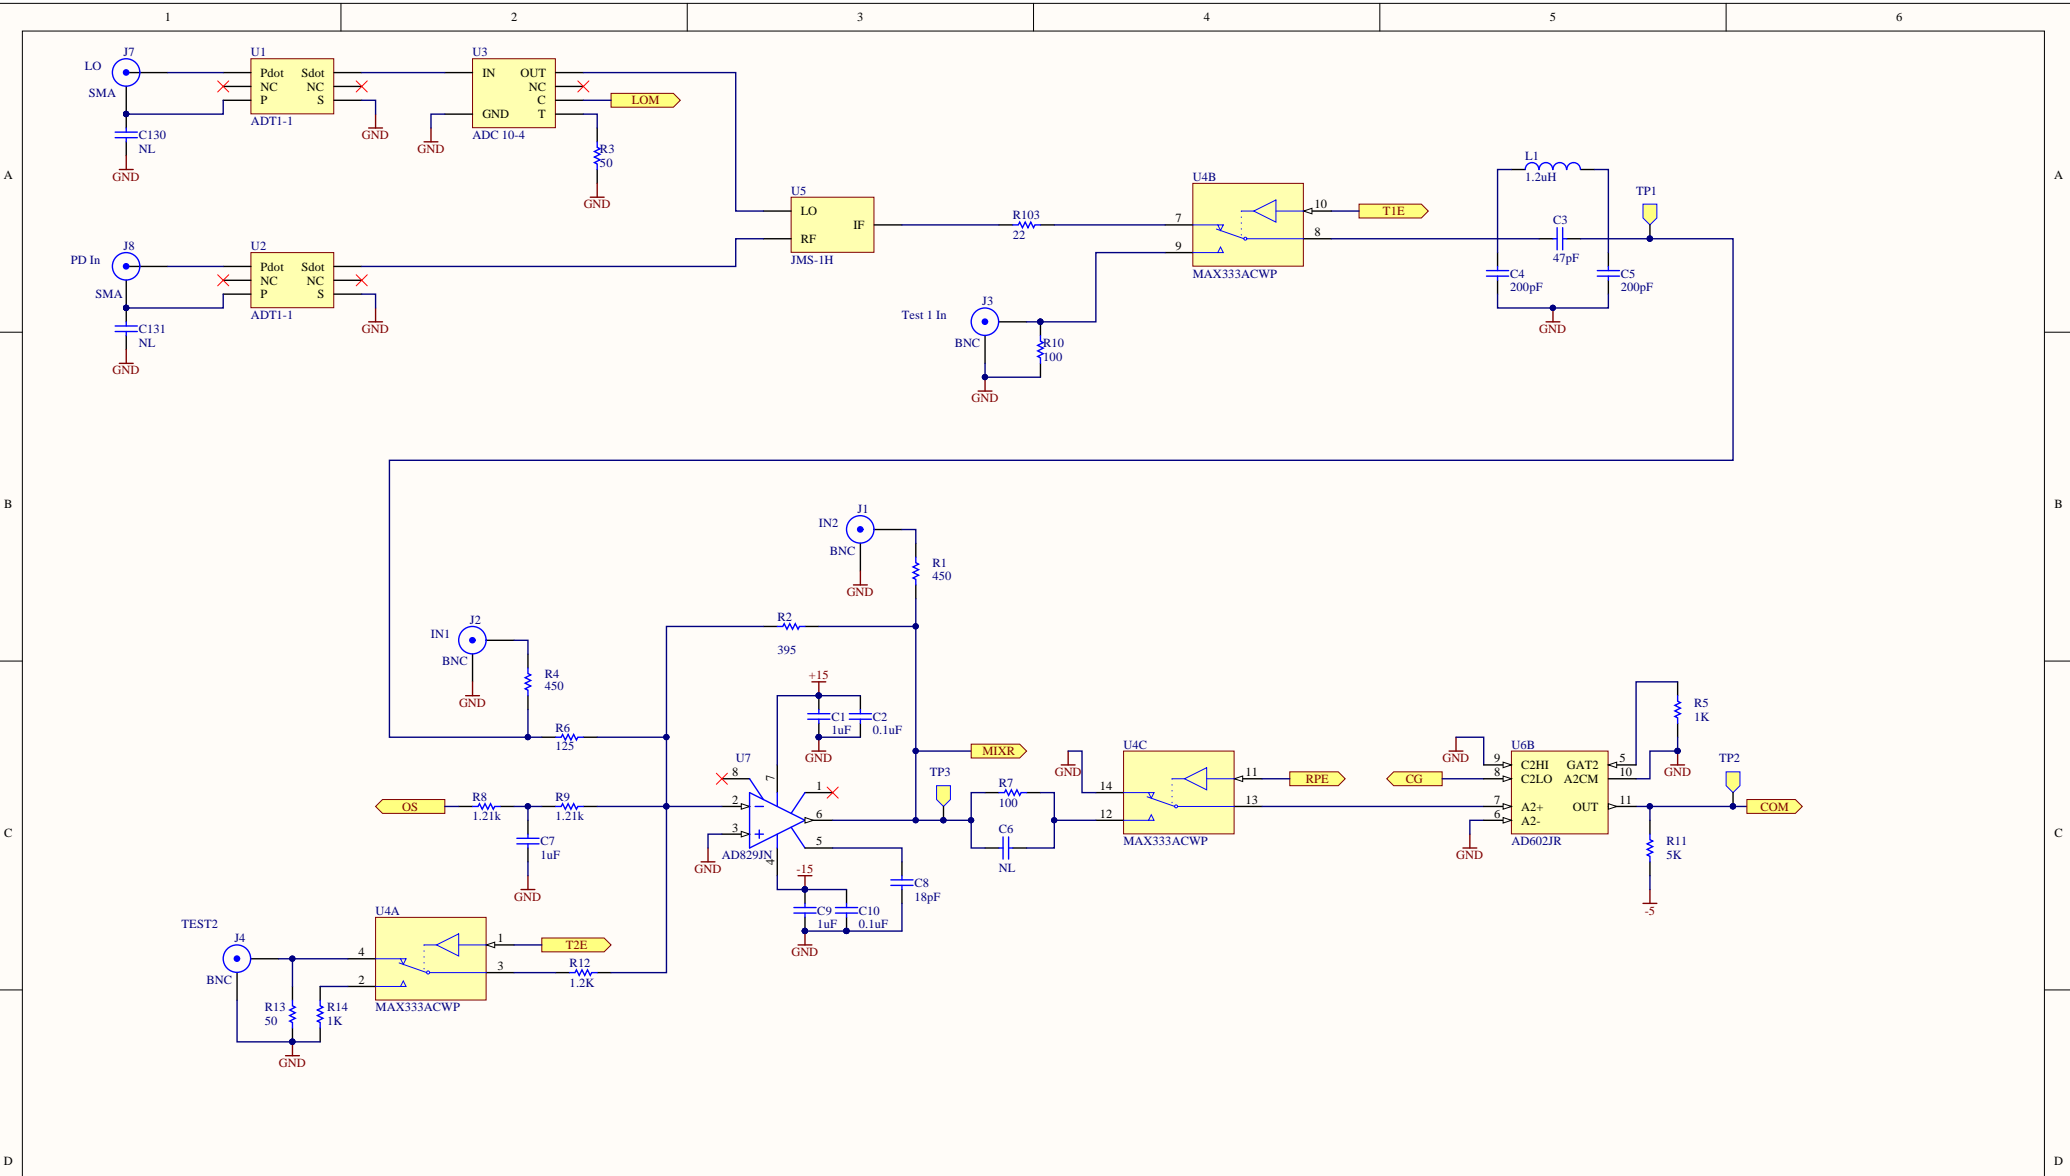 1 2 3 4 5 6
A
A
B
B
C
C
D
D
J7
LO
SMA
C130
NL
GND
U1
Pdot Sdot
NC NC
P S
ADT1-1
GND
U3
IN OUT
NC
C
GND T
ADC 10-4
GND
LOM
R3
50
GND
J8
PD In
SMA
C131
NL
GND
U2
Pdot Sdot
NC NC
P S
ADT1-1
GND
U5
LO
IF
RF
JMS-1H
R103
22
U4B
7
9
10
8
MAX333ACWP
T1E
J3
Test 1 In
BNC
R10
100
GND
L1
1.2uH
C3
47pF
C4
200pF
C5
200pF
GND
TP1
J1
IN2
BNC
GND
R1
450
R2
395
J2
IN1
BNC
GND
R4
450
R6
125
+15
C1
1uF
C2
0.1uF
GND
U7
8
7
1
2
6
3
5
4
AD829JN
GND
-15
C9
1uF
C10
0.1uF
GND
C8
18pF
OS
R8
1.21k
R9
1.21k
C7
1uF
GND
MIXR
TP3
R7
100
C6
NL
GND
U4C
14
12
11
13
MAX333ACWP
RPE
CG
GND
GND
U6B
9 C2HI GAT2 5
8 C2LO A2CM 10
7 A2+ OUT 11
6 A2-
AD602JR
R5
1K
GND
TP2
COM
R11
5K
-5
TEST2
J4
BNC
R13
50
R14
1K
GND
U4A
4
2
1
3
MAX333ACWP
T2E
R12
1.2K